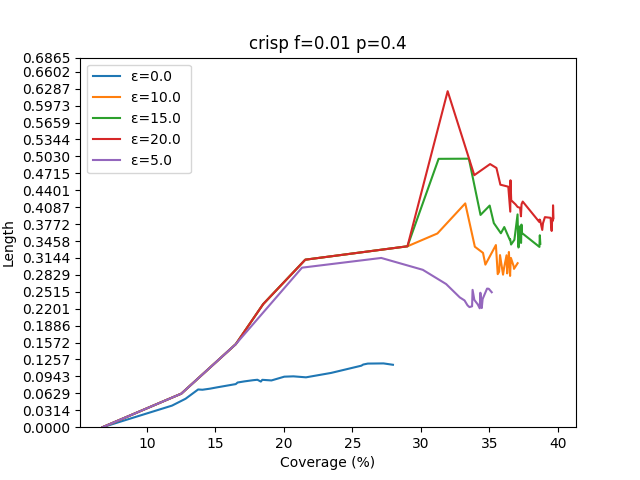 crisp f=0.01 p=0.4
0.6865
0.6602
0.6287
0.5973
0.5659
0.5344
0.5030
0.4715
0.4401
0.4087
0.3772
0.3458
0.3144
0.2829
0.2515
0.2201
0.1886
0.1572
0.1257
0.0943
0.0629
0.0314
0.0000
Length
ε=0.0
ε=10.0
ε=15.0
ε=20.0
ε=5.0
10 15 20 25 30 35 40
Coverage (%)